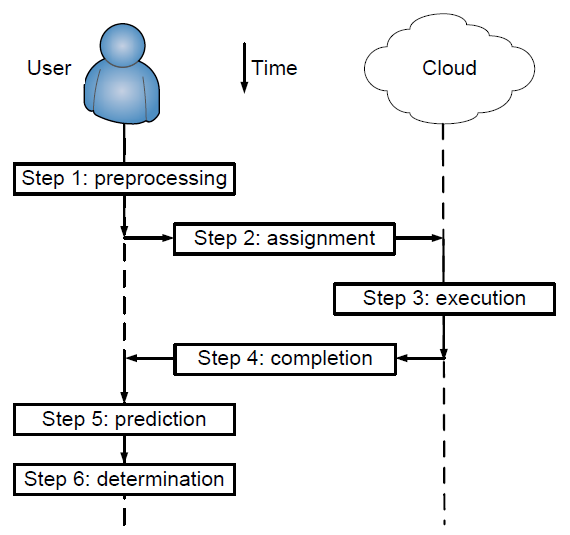 User
Time
Cloud
Step 1: preprocessing
Step 2: assignment
Step 3: execution
Step 4: completion
Step 5: prediction
Step 6: determination